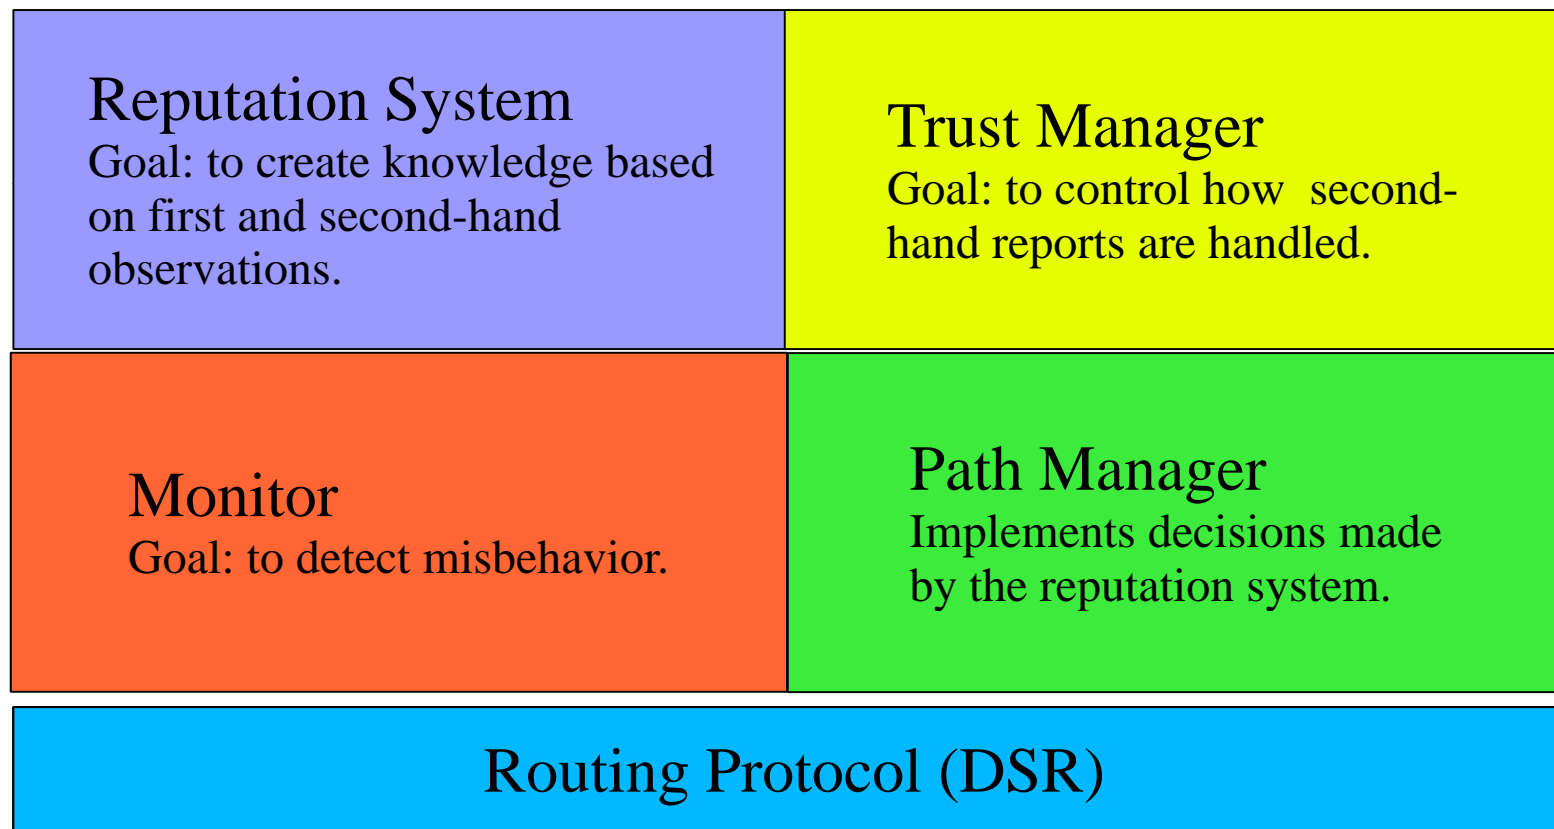 Reputation System
Goal: to create knowledge based
on first and second-hand
observations.
Trust Manager
Goal: to control how  second-
hand reports are handled.
Monitor
Goal: to detect misbehavior.
Path Manager
Implements decisions made
by the reputation system.
Routing Protocol (DSR)